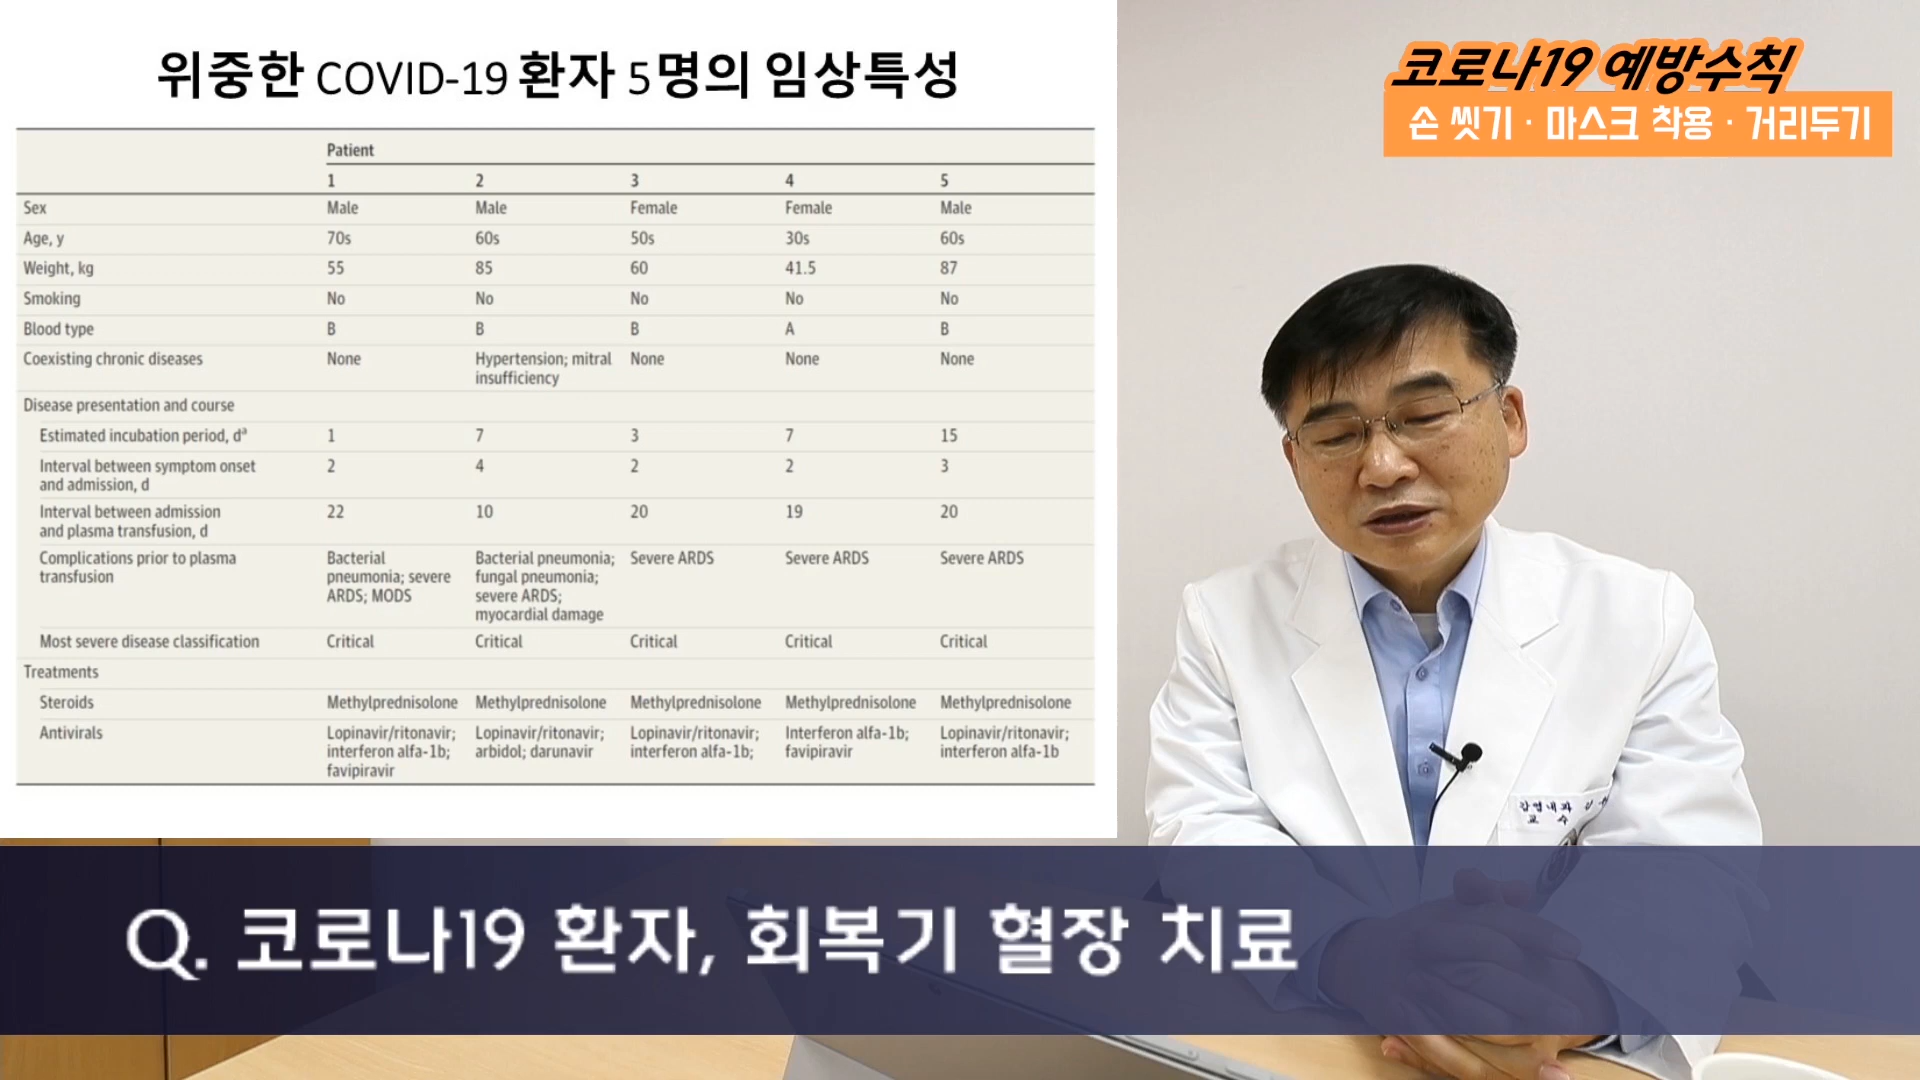 위중한 COVID-19 환자 5명의 임상특성
코로나19 예방수칙
손 씻기 · 마스크 착용 · 거리두기
Patient
1 2 3 4 5
Sex Male Male Female Female Male
Age, y 70s 60s 50s 30s 60s
Weight, kg 55 85 60 41.5 87
Smoking No No No No No
Blood type B B B A B
Coexisting chronic diseases None Hypertension; mitral None None None
insufficiency
Disease presentation and course
Estimated incubation period, dª 1 7 3 7 15
Interval between symptom onset 2 4 2 2 3
and admission, d
Interval between admission 22 10 20 19 20
and plasma transfusion, d
Complications prior to plasma Bacterial Bacterial pneumonia; Severe ARDS Severe ARDS Severe ARDS
transfusion pneumonia; severe fungal pneumonia;
ARDS; MODS severe ARDS;
myocardial damage
Most severe disease classification Critical Critical Critical Critical Critical
Treatments
Steroids Methylprednisolone Methylprednisolone Methylprednisolone Methylprednisolone Methylprednisolone
Antivirals Lopinavir/ritonavir; Lopinavir/ritonavir; Lopinavir/ritonavir; Interferon alfa-1b; Lopinavir/ritonavir;
interferon alfa-1b; arbidol; darunavir interferon alfa-1b; favipiravir interferon alfa-1b
favipiravir
감염내과
교수
Q. 코로나19 환자, 회복기 혈장 치료